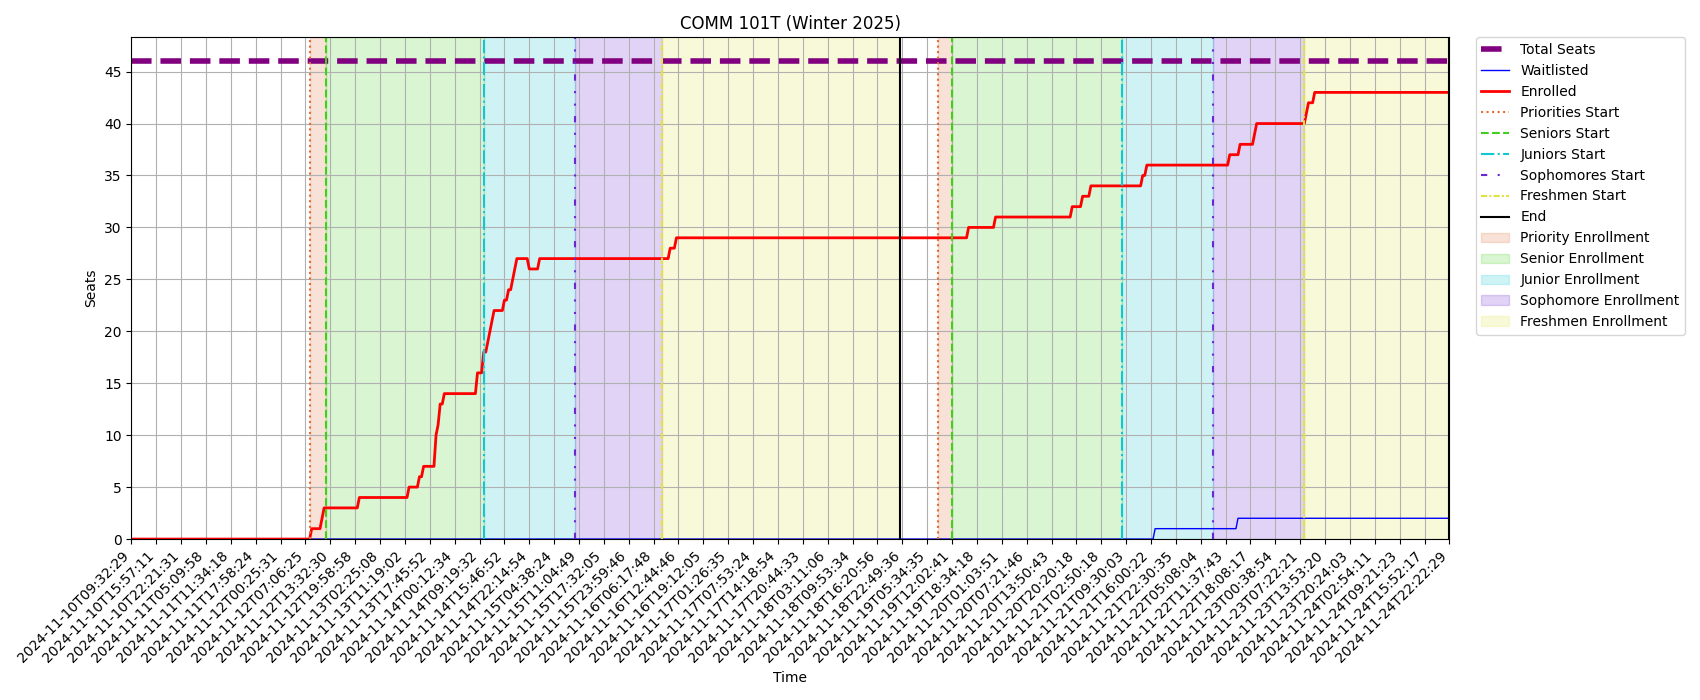 COMM 101T (Winter 2025)
Seats
45
40
35
30
25
20
15
10
5
0
2024-11-10T09:32:29
2024-11-10T15:57:11
2024-11-10T22:21:31
2024-11-11T05:09:58
2024-11-11T11:34:18
2024-11-11T17:58:24
2024-11-12T00:25:31
2024-11-12T07:06:25
2024-11-12T13:32:30
2024-11-12T19:58:58
2024-11-13T02:25:08
2024-11-13T11:19:02
2024-11-13T17:45:52
2024-11-14T00:12:34
2024-11-14T09:19:32
2024-11-14T15:46:52
2024-11-14T22:14:54
2024-11-15T04:38:24
2024-11-15T11:04:49
2024-11-15T17:32:05
2024-11-15T23:59:46
2024-11-16T06:17:48
2024-11-16T12:44:46
2024-11-16T19:12:05
2024-11-17T01:26:35
2024-11-17T07:53:24
2024-11-17T14:18:54
2024-11-17T20:44:33
2024-11-18T03:11:06
2024-11-18T09:53:34
2024-11-18T16:20:56
2024-11-18T22:49:36
2024-11-19T05:34:35
2024-11-19T12:02:41
2024-11-19T18:34:18
2024-11-20T01:03:51
2024-11-20T07:21:46
2024-11-20T13:50:43
2024-11-20T20:20:18
2024-11-21T02:50:18
2024-11-21T09:30:03
2024-11-21T16:00:22
2024-11-21T22:30:35
2024-11-22T05:08:04
2024-11-22T11:37:43
2024-11-22T18:08:17
2024-11-23T00:38:54
2024-11-23T07:22:21
2024-11-23T13:53:20
2024-11-23T20:24:03
2024-11-24T02:54:11
2024-11-24T09:21:23
2024-11-24T15:52:17
2024-11-24T22:22:29
Time
Total Seats
Waitlisted
Enrolled
Priorities Start
Seniors Start
Juniors Start
Sophomores Start
Freshmen Start
End
Priority Enrollment
Senior Enrollment
Junior Enrollment
Sophomore Enrollment
Freshmen Enrollment